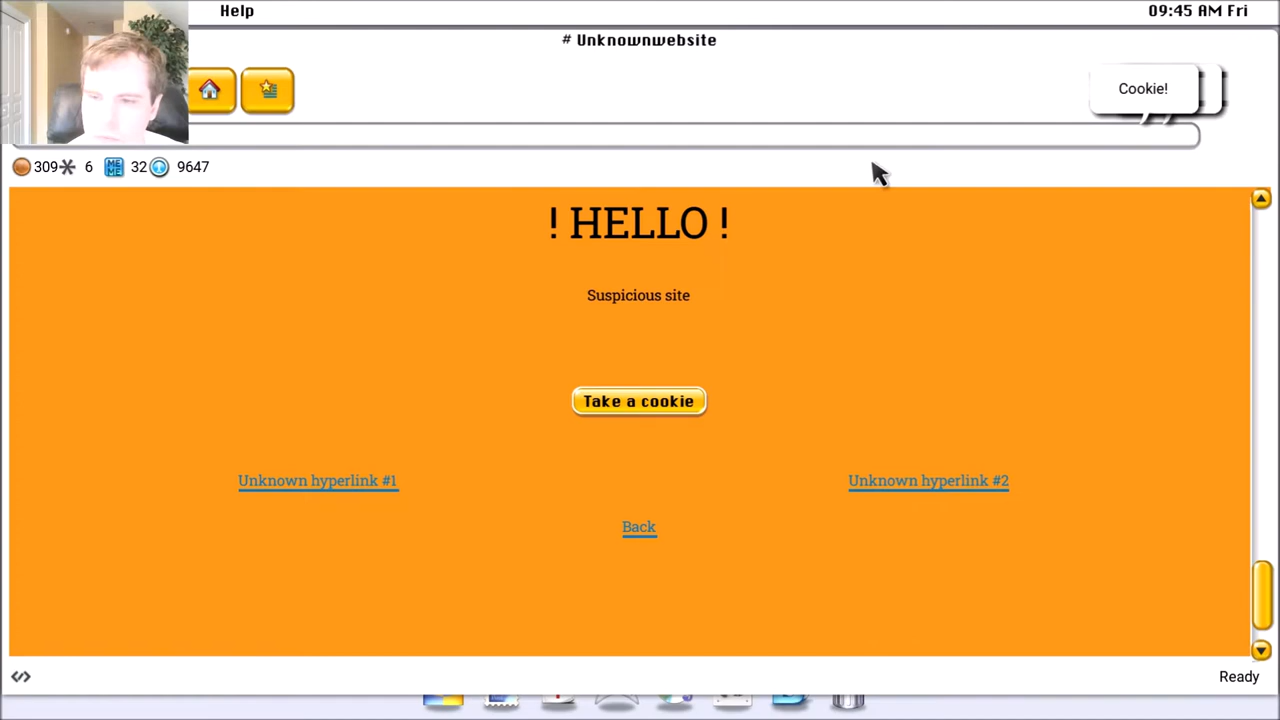 Help
09:45 AM Fri
# Unknownwebsite
Cookie!
309 6 MEME 32 9647
! HELLO !
Suspicious site
Take a cookie
Unknown hyperlink #1
Unknown hyperlink #2
Back
Ready